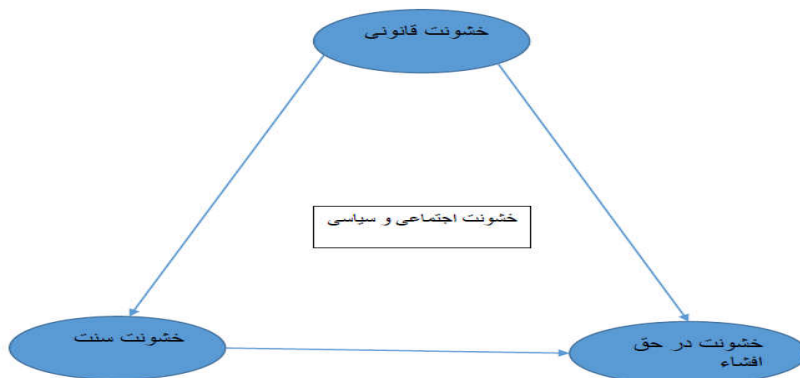 خشونت قانونی
خشونت اجتماعی و سیاسی
خشونت سنت
خشونت در حق
افشاء